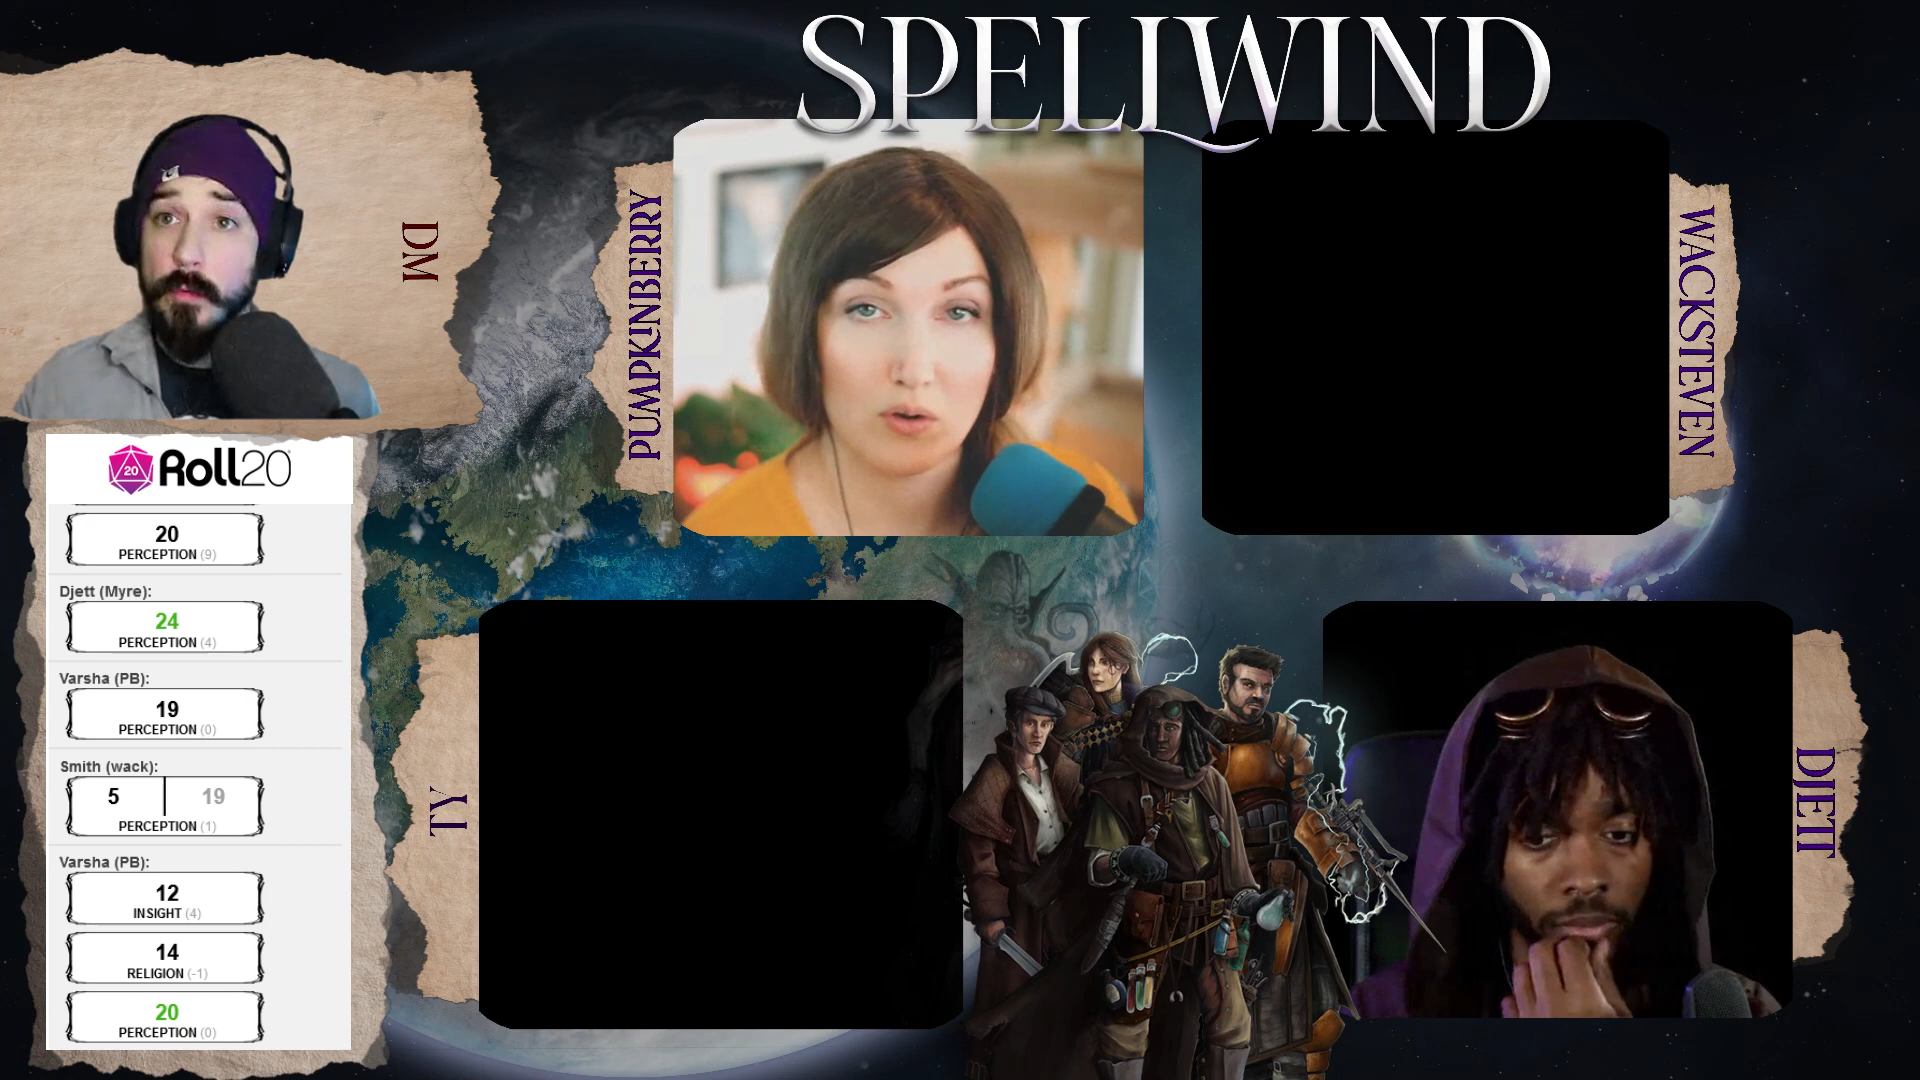 SPELLWIND
DM
PUMPKINBERRY
WACKSTEVEN
Roll20
20
20
PERCEPTION (9)
Djett (Myre):
24
PERCEPTION (4)
Varsha (PB):
19
PERCEPTION (0)
Smith (wack):
5 19
PERCEPTION (1)
Varsha (PB):
12
INSIGHT (4)
14
RELIGION (-1)
20
PERCEPTION (0)
TY
DJETT